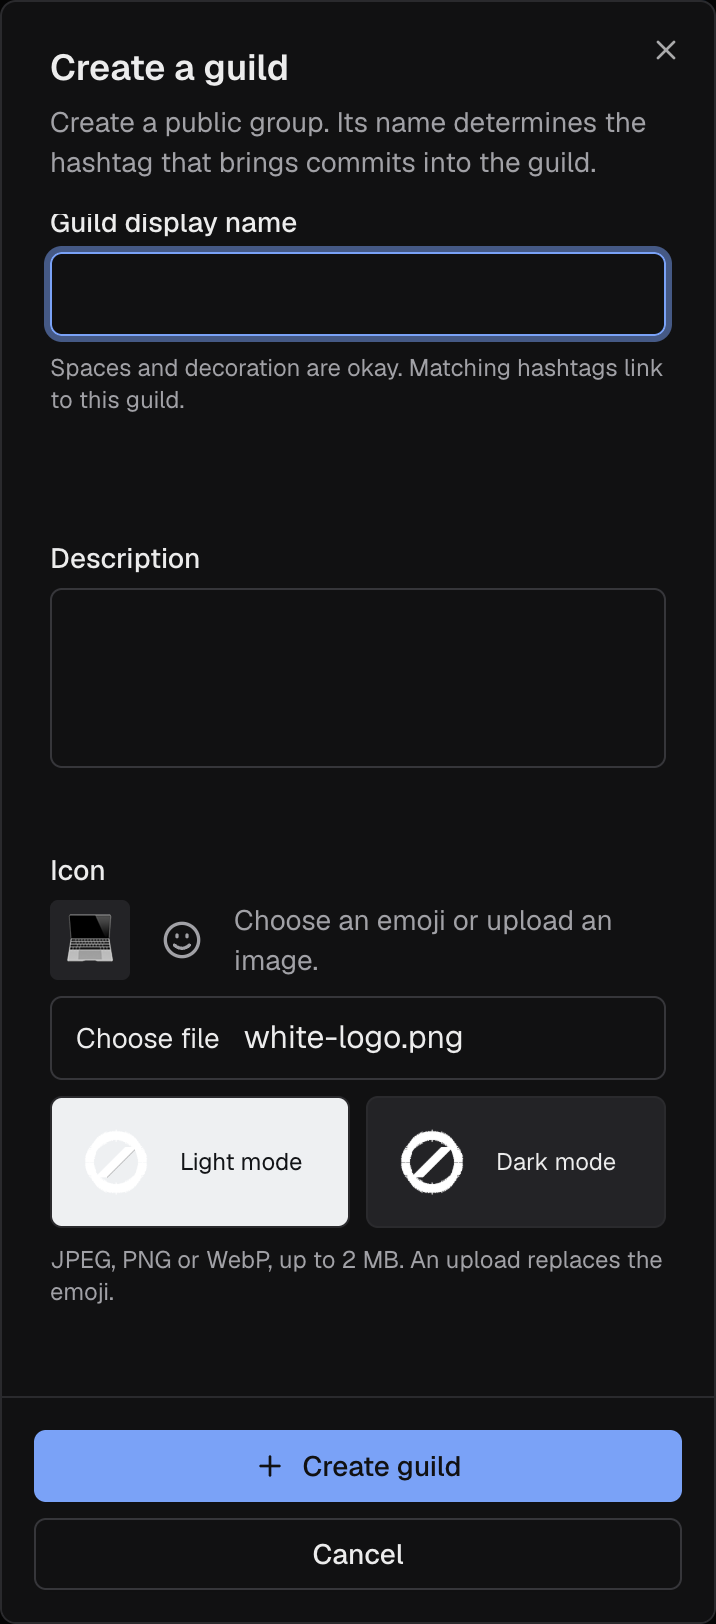 Create a guild
Create a public group. Its name determines the
hashtag that brings commits into the guild.
Guild display name
Spaces and decoration are okay. Matching hashtags link
to this guild.
Description
Icon
Choose an emoji or upload an
image.
Choose file white-logo.png
Light mode
Dark mode
JPEG, PNG or WebP, up to 2 MB. An upload replaces the
emoji.
Create guild
Cancel